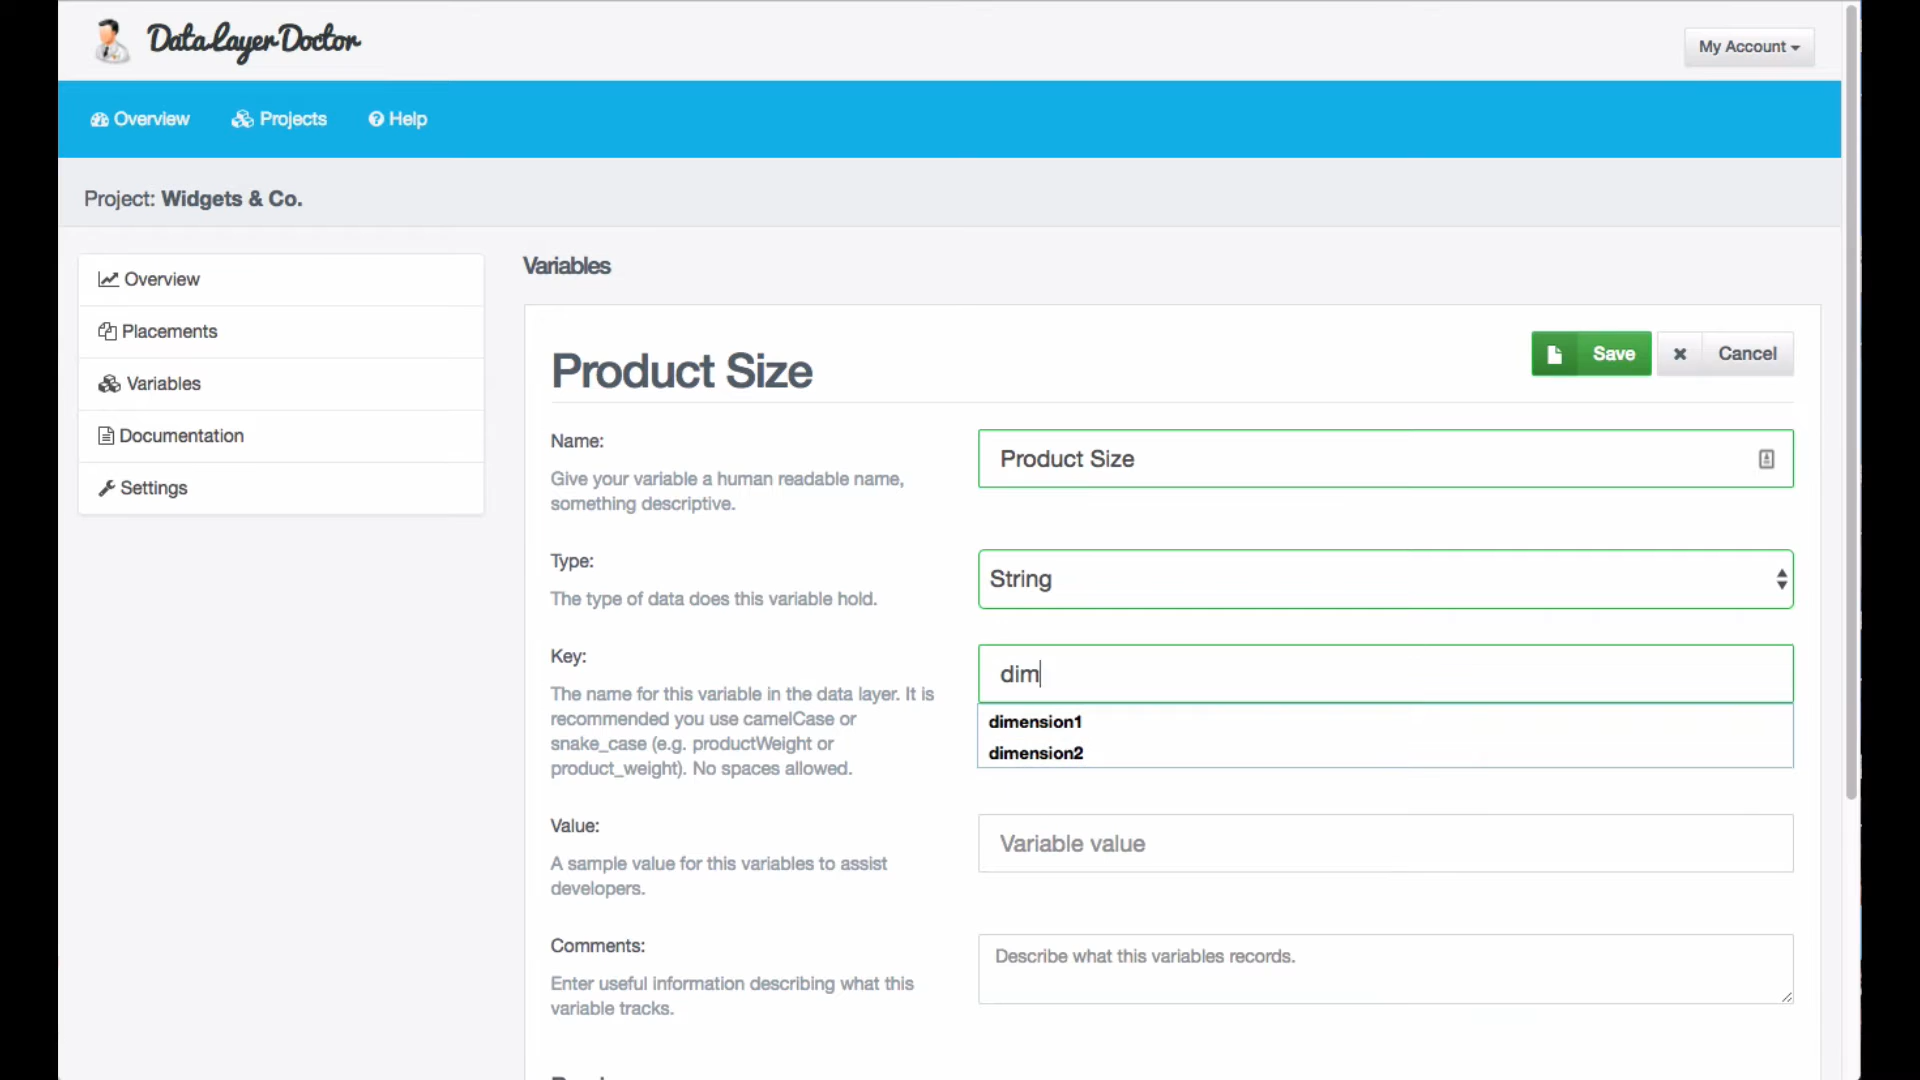 DataLayerDoctor
My Account
Overview Projects Help
Project: Widgets & Co.
Overview
Placements
Variables
Documentation
Settings
Variables
Product Size
Save Cancel
Name:
Give your variable a human readable name,
something descriptive.
Product Size
Type:
The type of data does this variable hold.
String
Key:
The name for this variable in the data layer. It is
recommended you use camelCase or
snake_case (e.g. productWeight or
product_weight). No spaces allowed.
dim
dimension1
dimension2
Value:
A sample value for this variables to assist
developers.
Variable value
Comments:
Enter useful information describing what this
variable tracks.
Describe what this variables records.